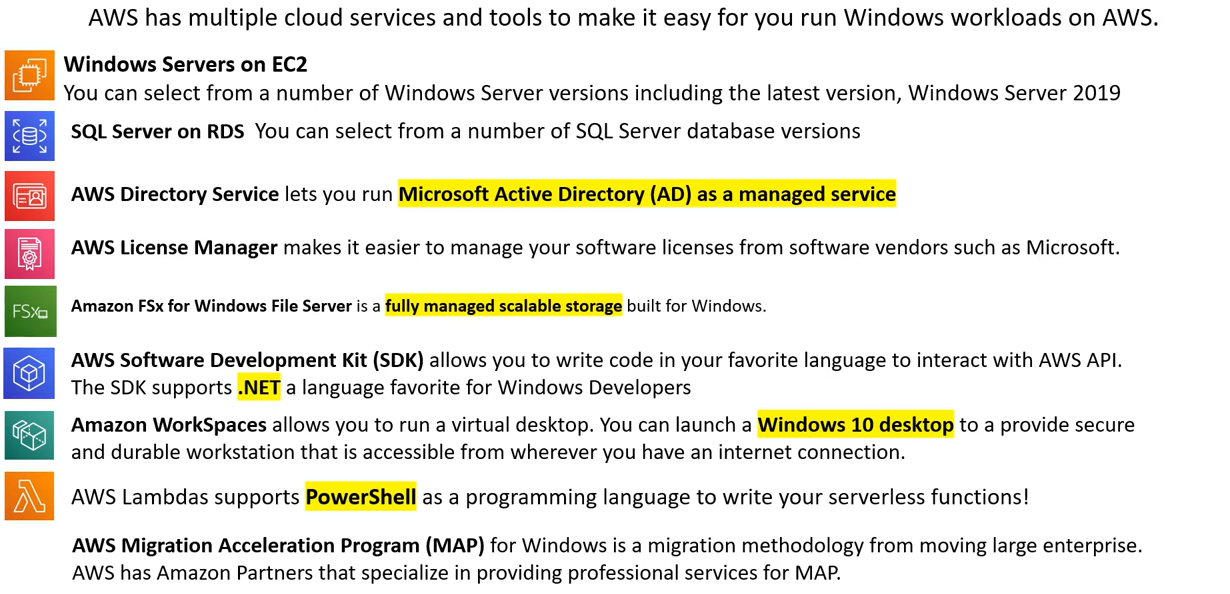 AWS has multiple cloud services and tools to make it easy for you run Windows workloads on AWS.
Windows Servers on EC2
You can select from a number of Windows Server versions including the latest version, Windows Server 2019
SQL Server on RDS You can select from a number of SQL Server database versions
AWS Directory Service lets you run Microsoft Active Directory (AD) as a managed service
AWS License Manager makes it easier to manage your software licenses from software vendors such as Microsoft.
FSx
Amazon FSx for Windows File Server is a fully managed scalable storage built for Windows.
AWS Software Development Kit (SDK) allows you to write code in your favorite language to interact with AWS API.
The SDK supports .NET a language favorite for Windows Developers
Amazon WorkSpaces allows you to run a virtual desktop. You can launch a Windows 10 desktop to a provide secure
and durable workstation that is accessible from wherever you have an internet connection.
AWS Lambdas supports PowerShell as a programming language to write your serverless functions!
AWS Migration Acceleration Program (MAP) for Windows is a migration methodology from moving large enterprise.
AWS has Amazon Partners that specialize in providing professional services for MAP.